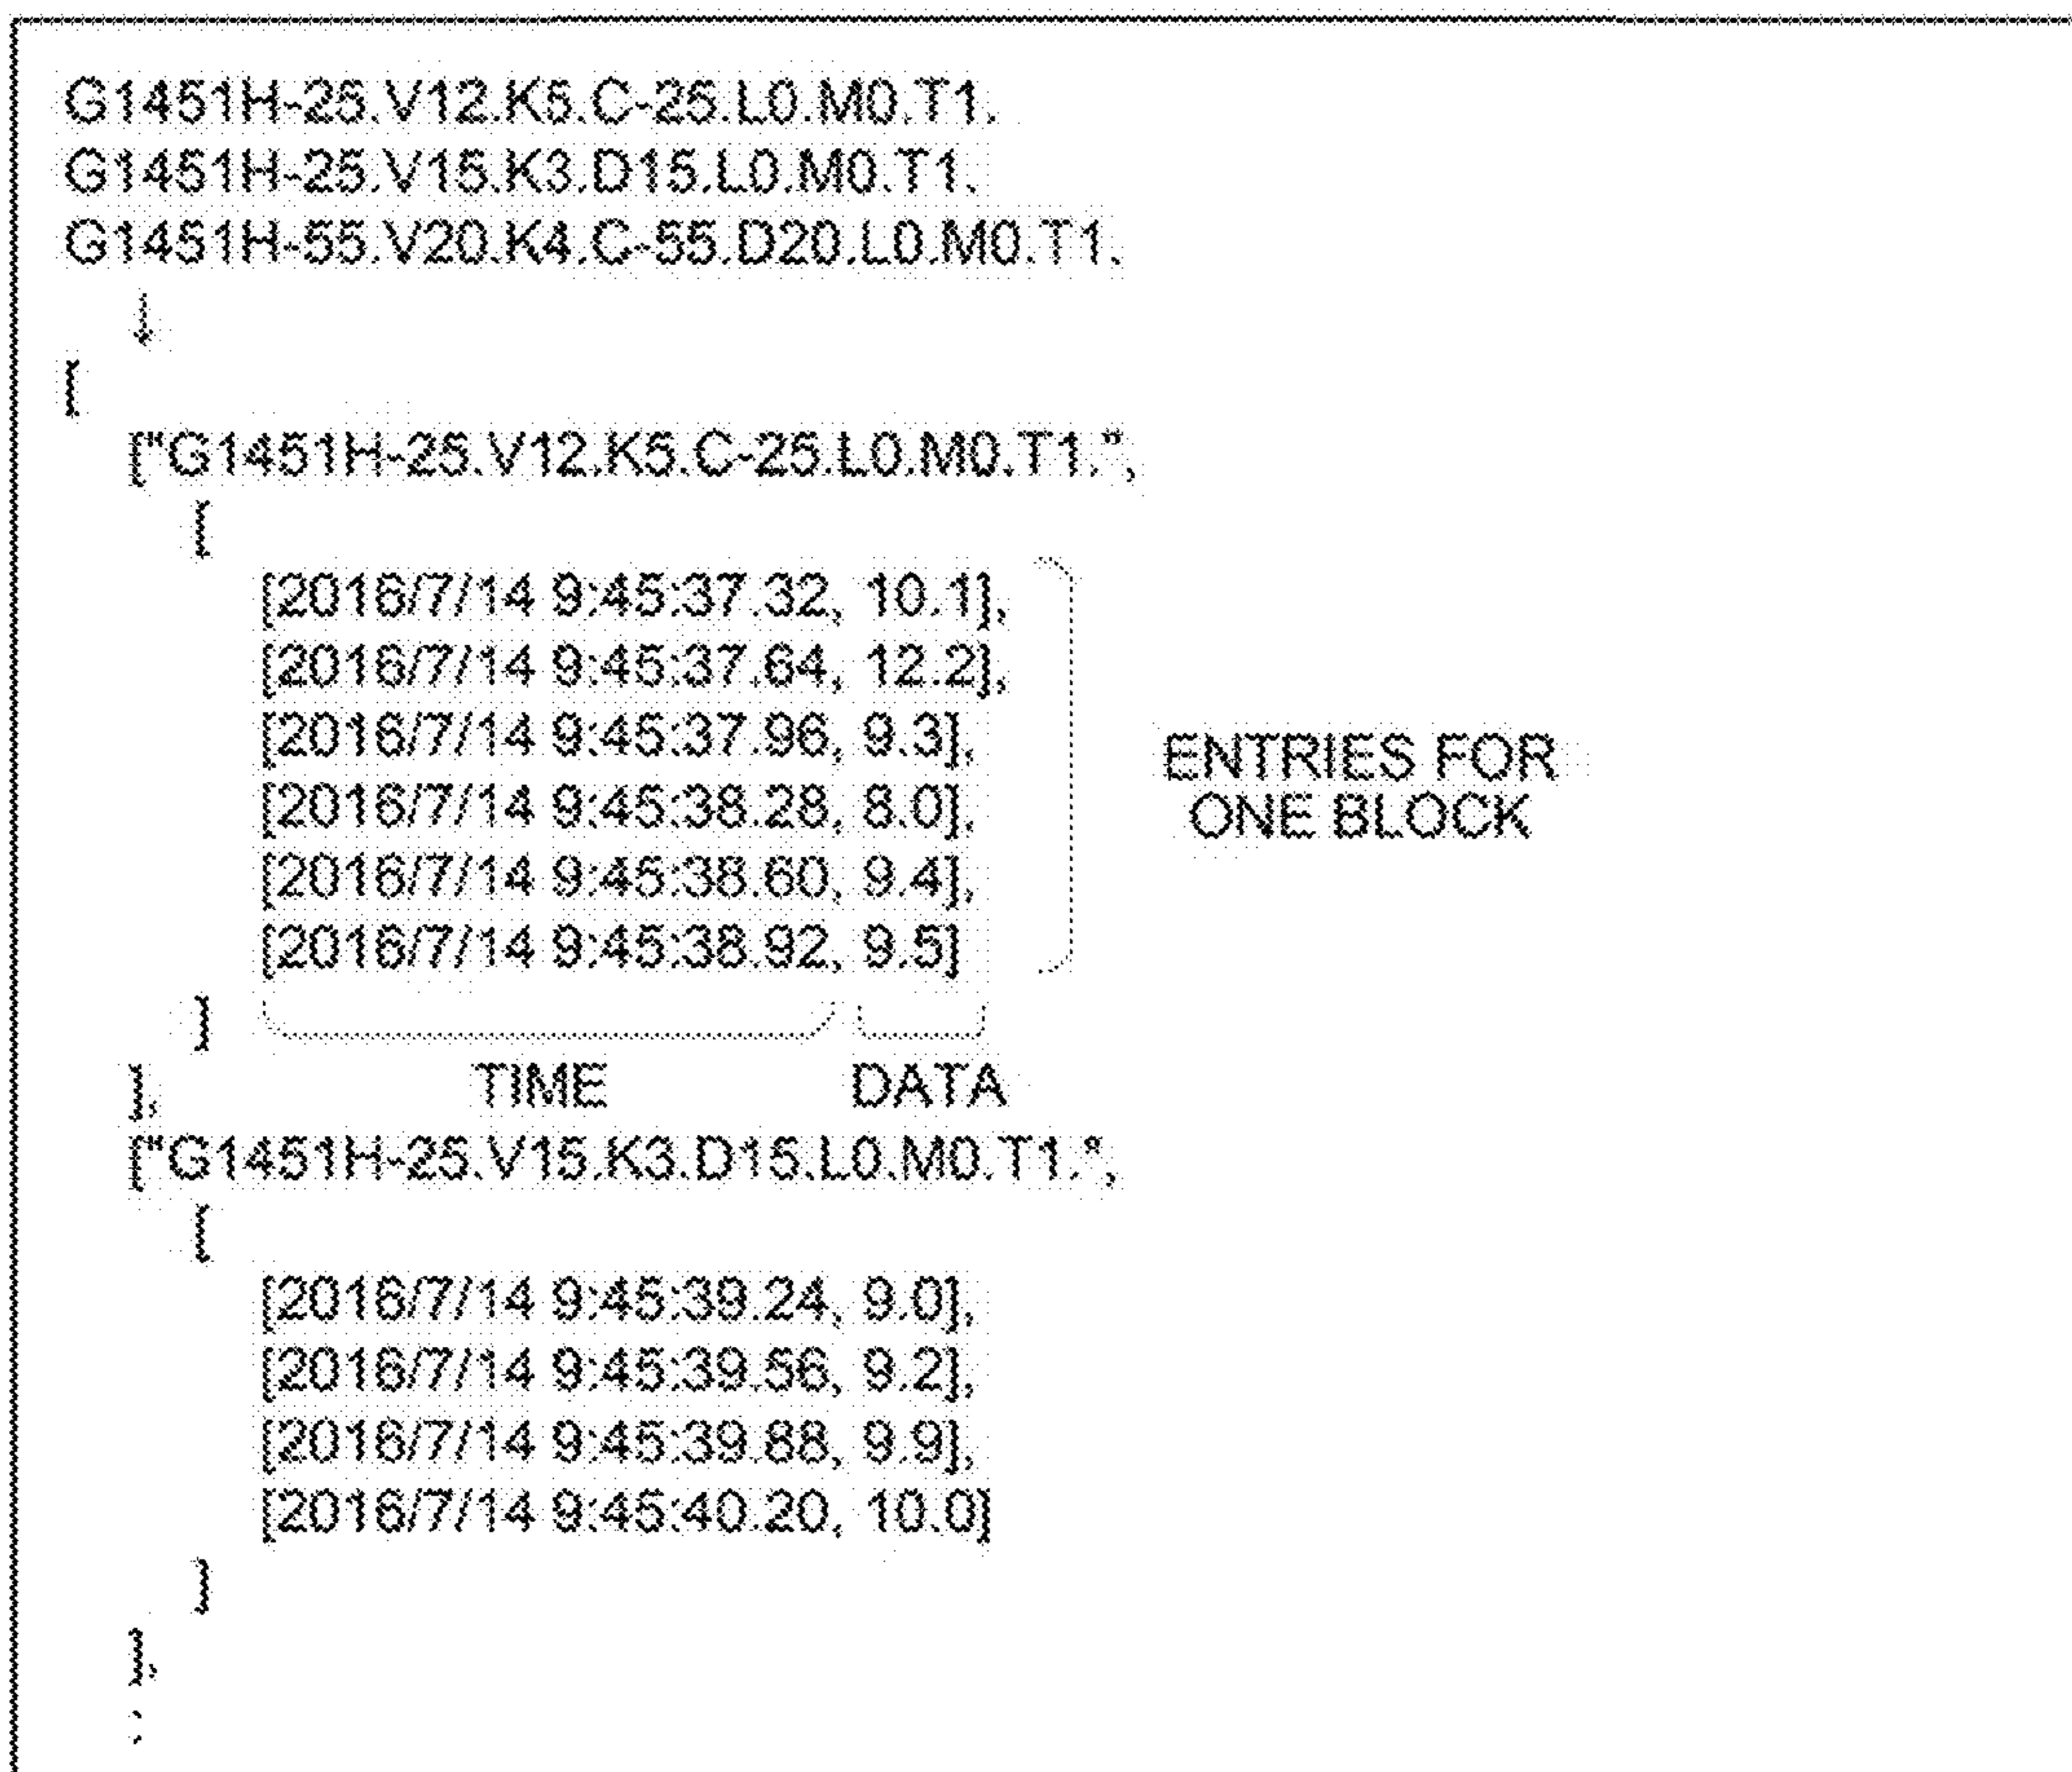 G1451H-25.V12.K5.C-25.L0.M0.T1.
G1451H-25.V15.K3.D15.L0.M0.T1.
G1451H-55.V20.K4.C-55.D20.L0.M0.T1.
↓
[
["G1451H-25.V12.K5.C-25.L0.M0.T1.",
[
[2016/7/14 9:45:37.32, 10.1],
[2016/7/14 9:45:37.64, 12.2],
[2016/7/14 9:45:37.96, 9.3],
[2016/7/14 9:45:38.28, 8.0],
[2016/7/14 9:45:38.60, 9.4],
[2016/7/14 9:45:38.92, 9.5]
ENTRIES FOR
ONE BLOCK
]
TIME DATA
],
["G1451H-25.V15.K3.D15.L0.M0.T1.",
[
[2016/7/14 9:45:39.24, 9.0],
[2016/7/14 9:45:39.56, 9.2],
[2016/7/14 9:45:39.88, 9.9],
[2016/7/14 9:45:40.20, 10.0]
]
],
: